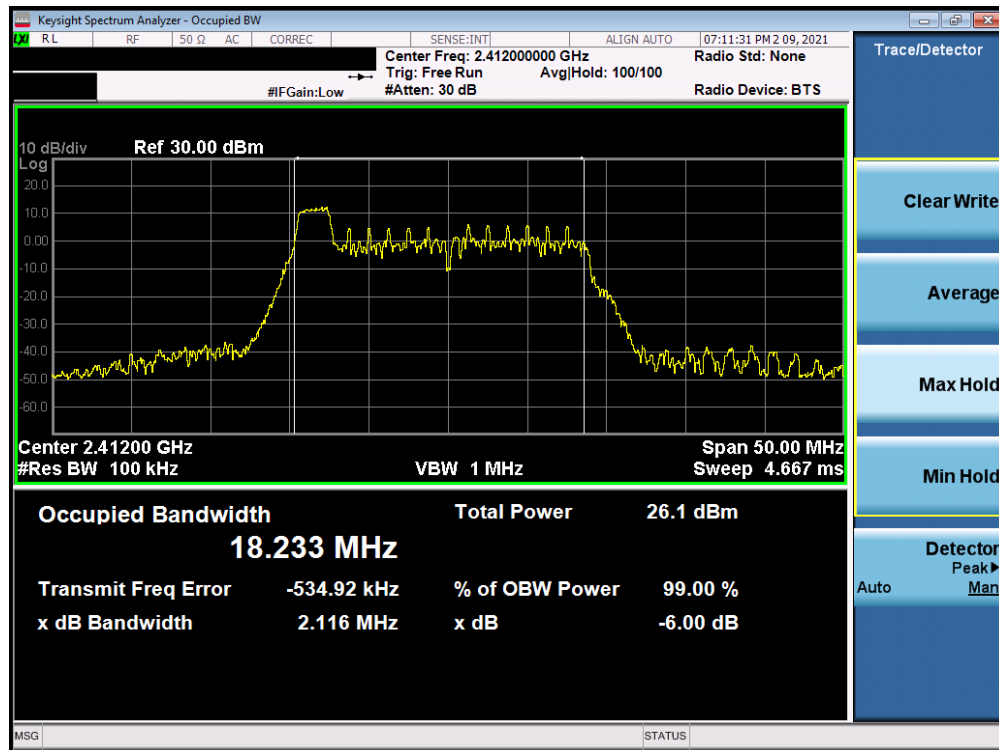 Keysight Spectrum Analyzer - Occupied BW
LXI RL RF 50 Ω AC CORREC SENSE:INT ALIGN AUTO 07:11:31 PM 2 09, 2021
Center Freq: 2.412000000 GHz Radio Std: None
Trig: Free Run Avg|Hold: 100/100
#IFGain:Low #Atten: 30 dB Radio Device: BTS
Trace/Detector
10 dB/div Ref 30.00 dBm
Log
20.0
10.0
0.00
-10.0
-20.0
-30.0
-40.0
-50.0
-60.0
Center 2.41200 GHz Span 50.00 MHz
#Res BW 100 kHz VBW 1 MHz Sweep 4.667 ms
Clear Write
Average
Max Hold
Min Hold
Detector
Peak▶
Auto Man
Occupied Bandwidth Total Power 26.1 dBm
18.233 MHz
Transmit Freq Error -534.92 kHz % of OBW Power 99.00 %
x dB Bandwidth 2.116 MHz x dB -6.00 dB
MSG STATUS